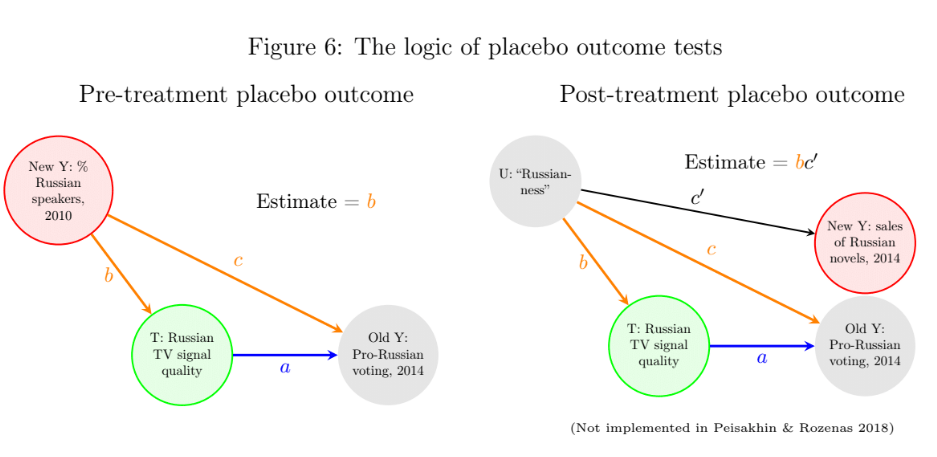 Figure 6: The logic of placebo outcome tests
Pre-treatment placebo outcome
New Y: %
Russian
speakers,
2010
Estimate = b
b
c
T: Russian
TV signal
quality
a
Old Y:
Pro-Russian
voting, 2014
Post-treatment placebo outcome
U: “Russian-
ness”
Estimate = bc′
c′
New Y: sales
of Russian
novels, 2014
b
c
T: Russian
TV signal
quality
a
Old Y:
Pro-Russian
voting, 2014
(Not implemented in Peisakhin & Rozenas 2018)